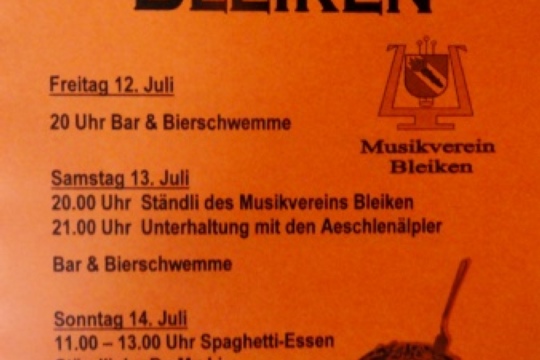 BLEIKEN
Freitag 12. Juli
20 Uhr Bar & Bierschwemme
Musikverein
Bleiken
Samstag 13. Juli
20.00 Uhr Ständli des Musikvereins Bleiken
21.00 Uhr Unterhaltung mit den Aeschlenälpler
Bar & Bierschwemme
Sonntag 14. Juli
11.00 – 13.00 Uhr Spaghetti-Essen